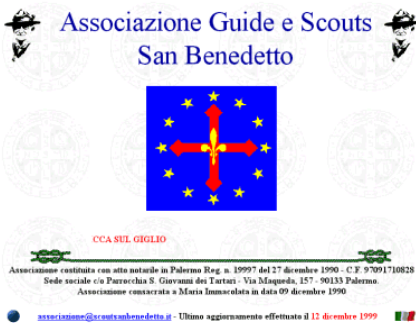 Associazione Guide e Scouts
San Benedetto
CCA SUL GIGLIO
Associazione costituita con atto notarile in Palermo Reg. n. 19997 del 27 dicembre 1990 - C.F. 97091710828
Sede sociale c/o Parrocchia S. Giovanni dei Tartari - Via Maqueda, 157 - 90133 Palermo.
Associazione consacrata a Maria Immacolata in data 09 dicembre 1990
associazione@scoutsanbenedetto.it - Ultimo aggiornamento effettuato il 12 dicembre 1999